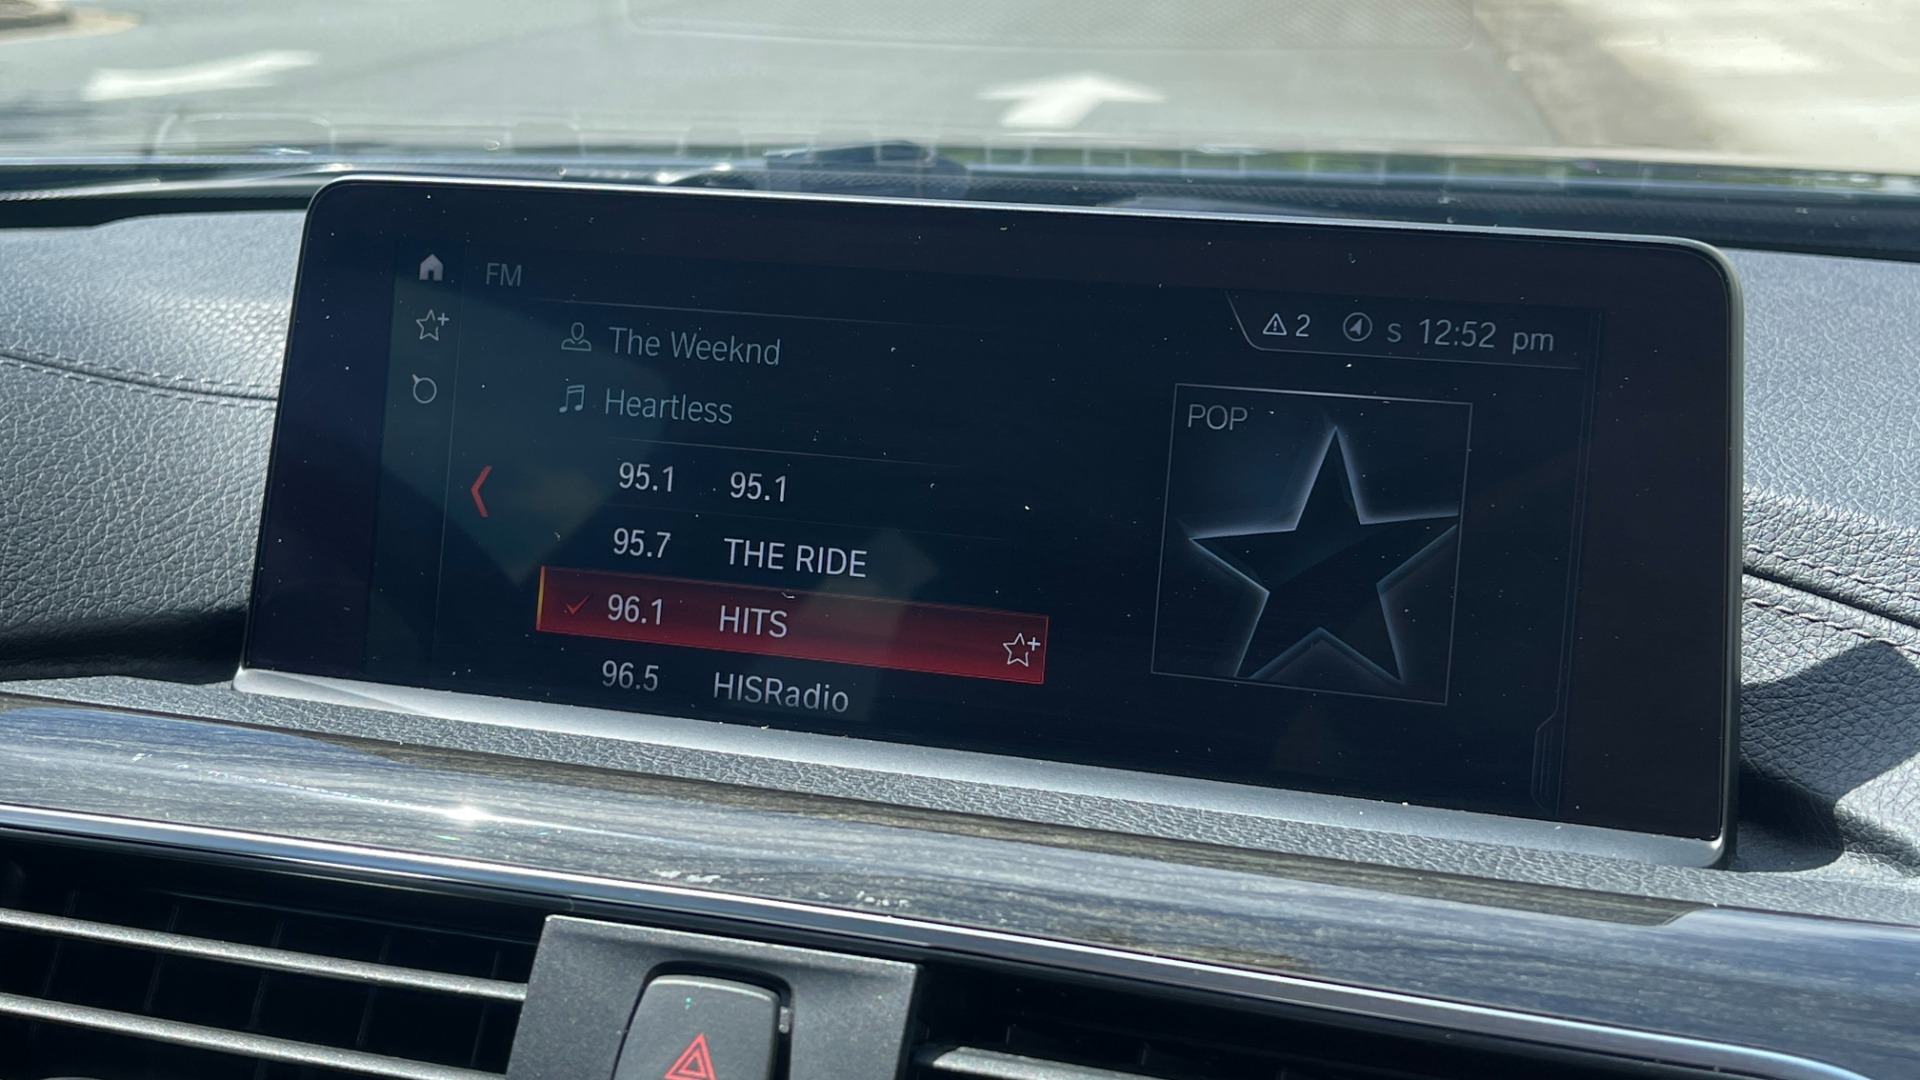 FM
2 S 12:52 pm
The Weeknd
Heartless
POP
95.1 95.1
95.7 THE RIDE
96.1 HITS
96.5 HISRadio